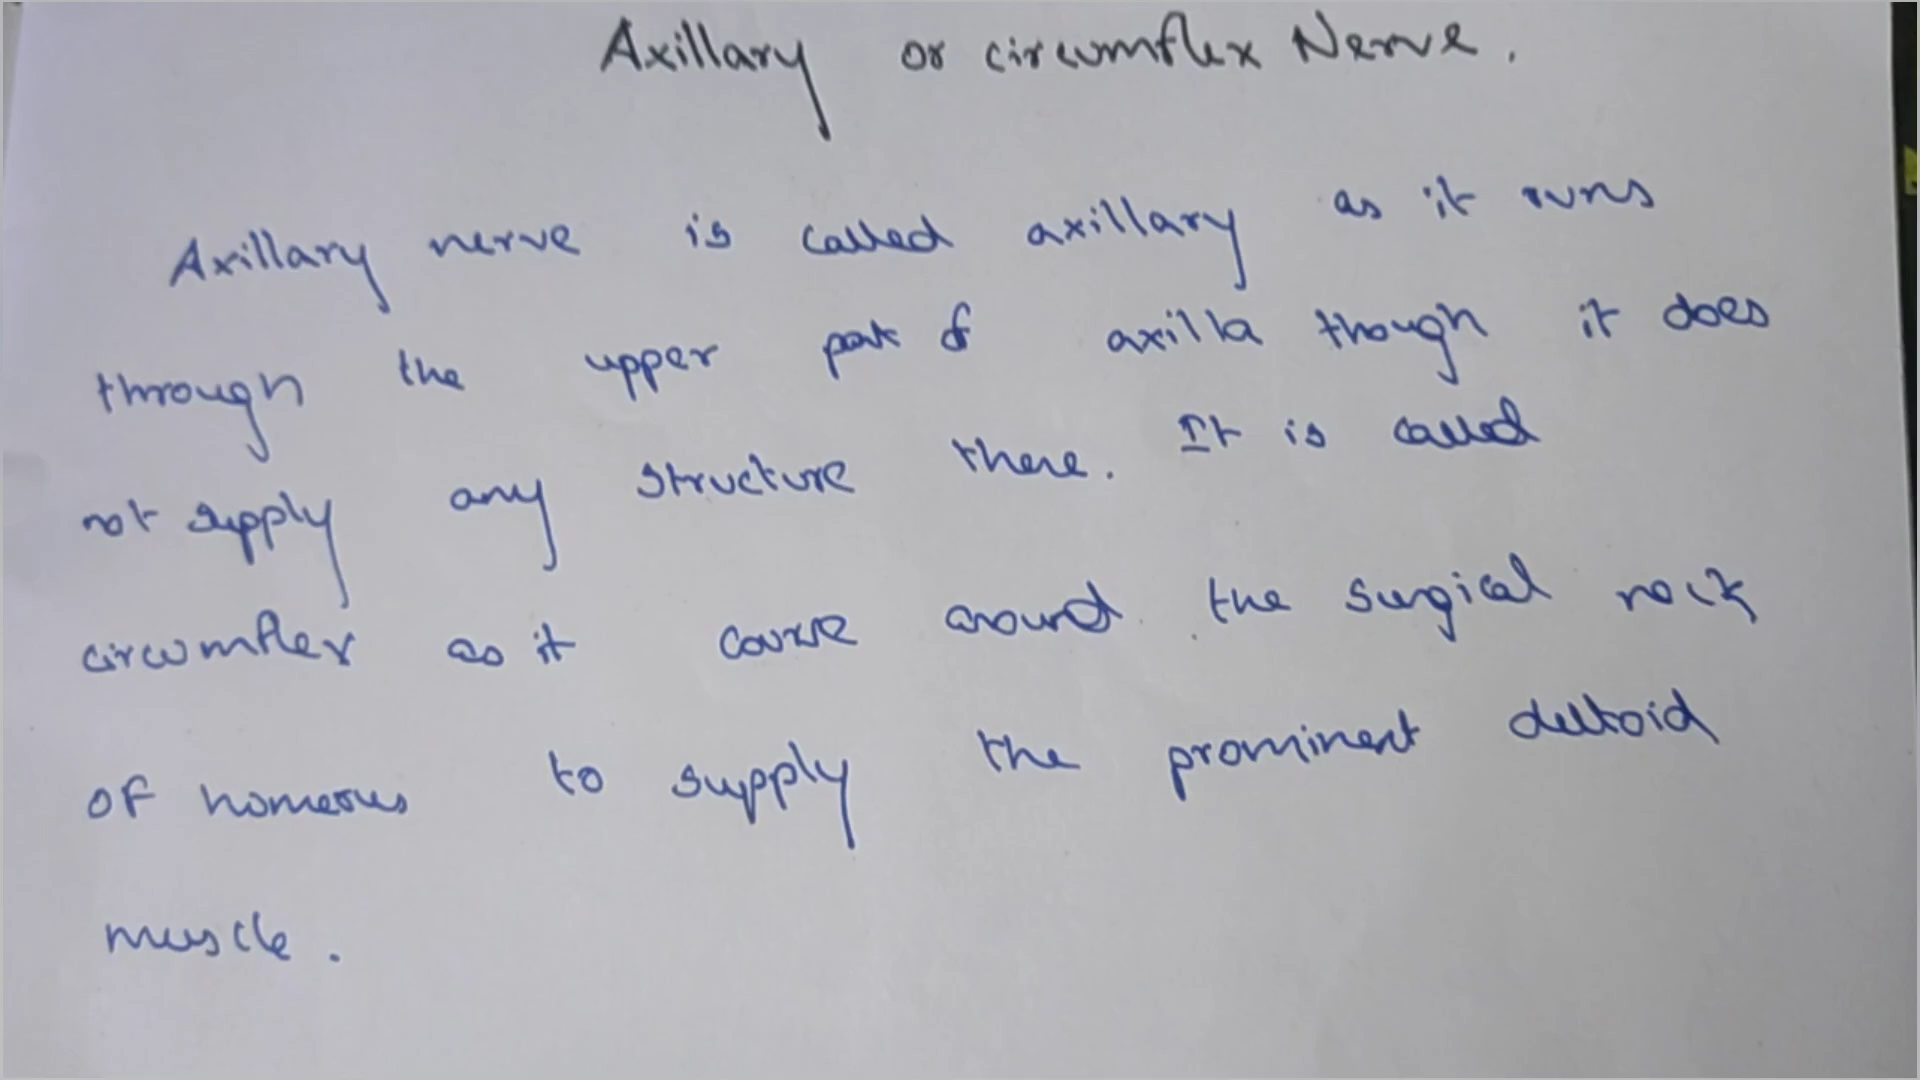 Axillary or circumflex Nerve.
Axillary nerve is called axillary as it runs
through the upper part of axilla though it does
not supply any structure there. It is called
circumflex as it course around the surgical neck
of homerus to supply the prominent deltoid
muscle.